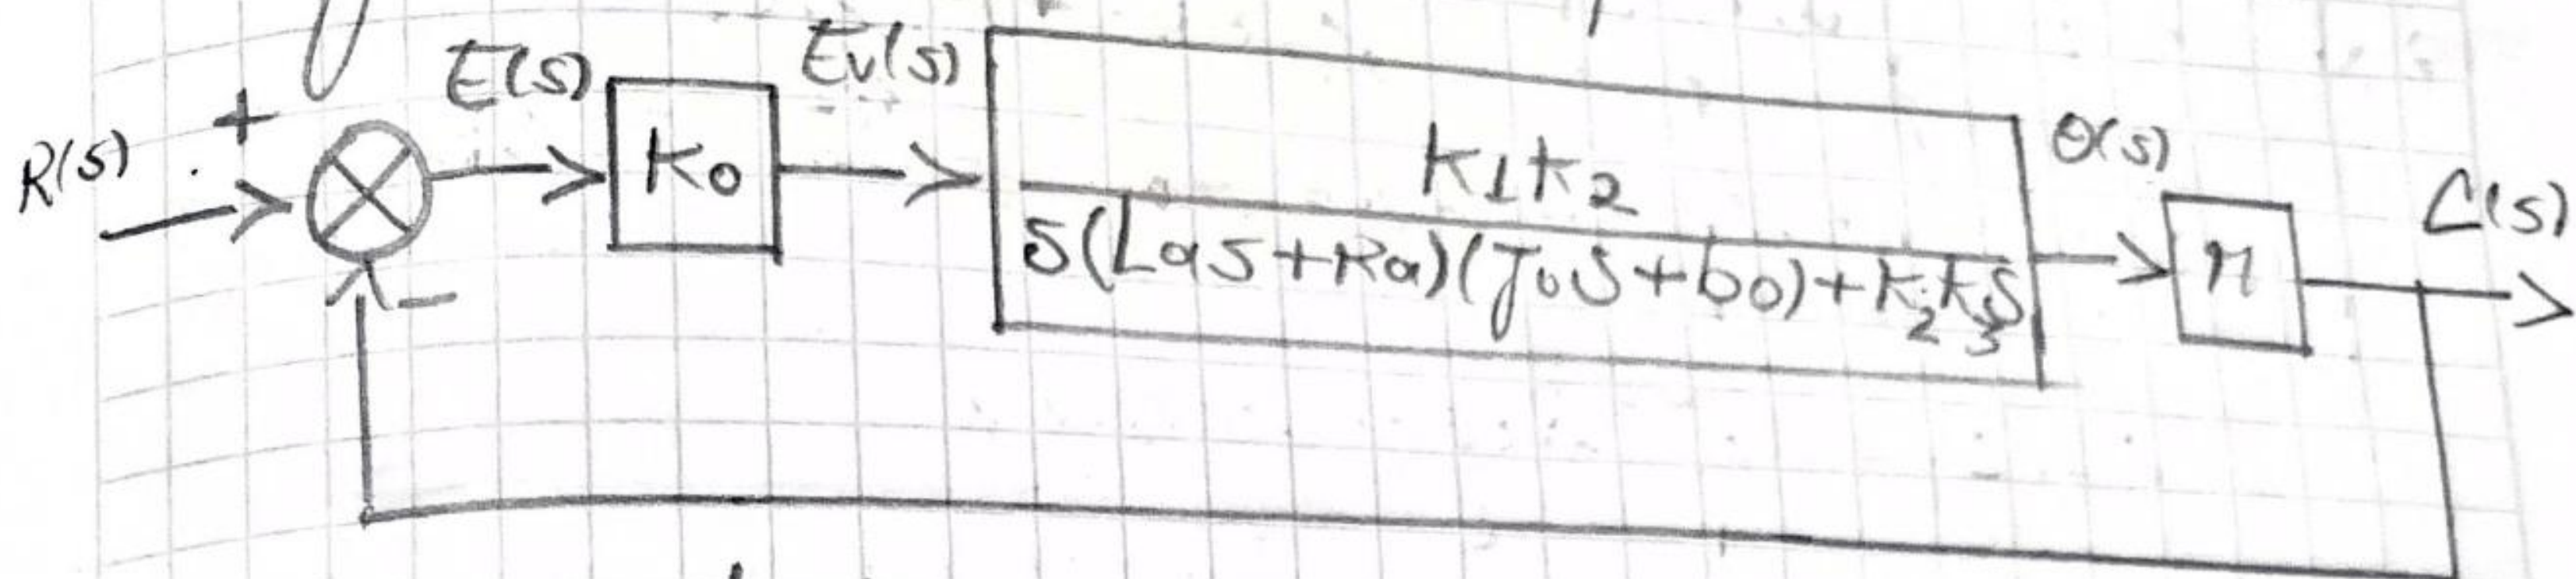 R(s)
+
E(s)
K0
Ev(s)
K1K2
S(LaS+Ra)(J0S+b0)+K2K3S
θ(s)
n
C(s)
−